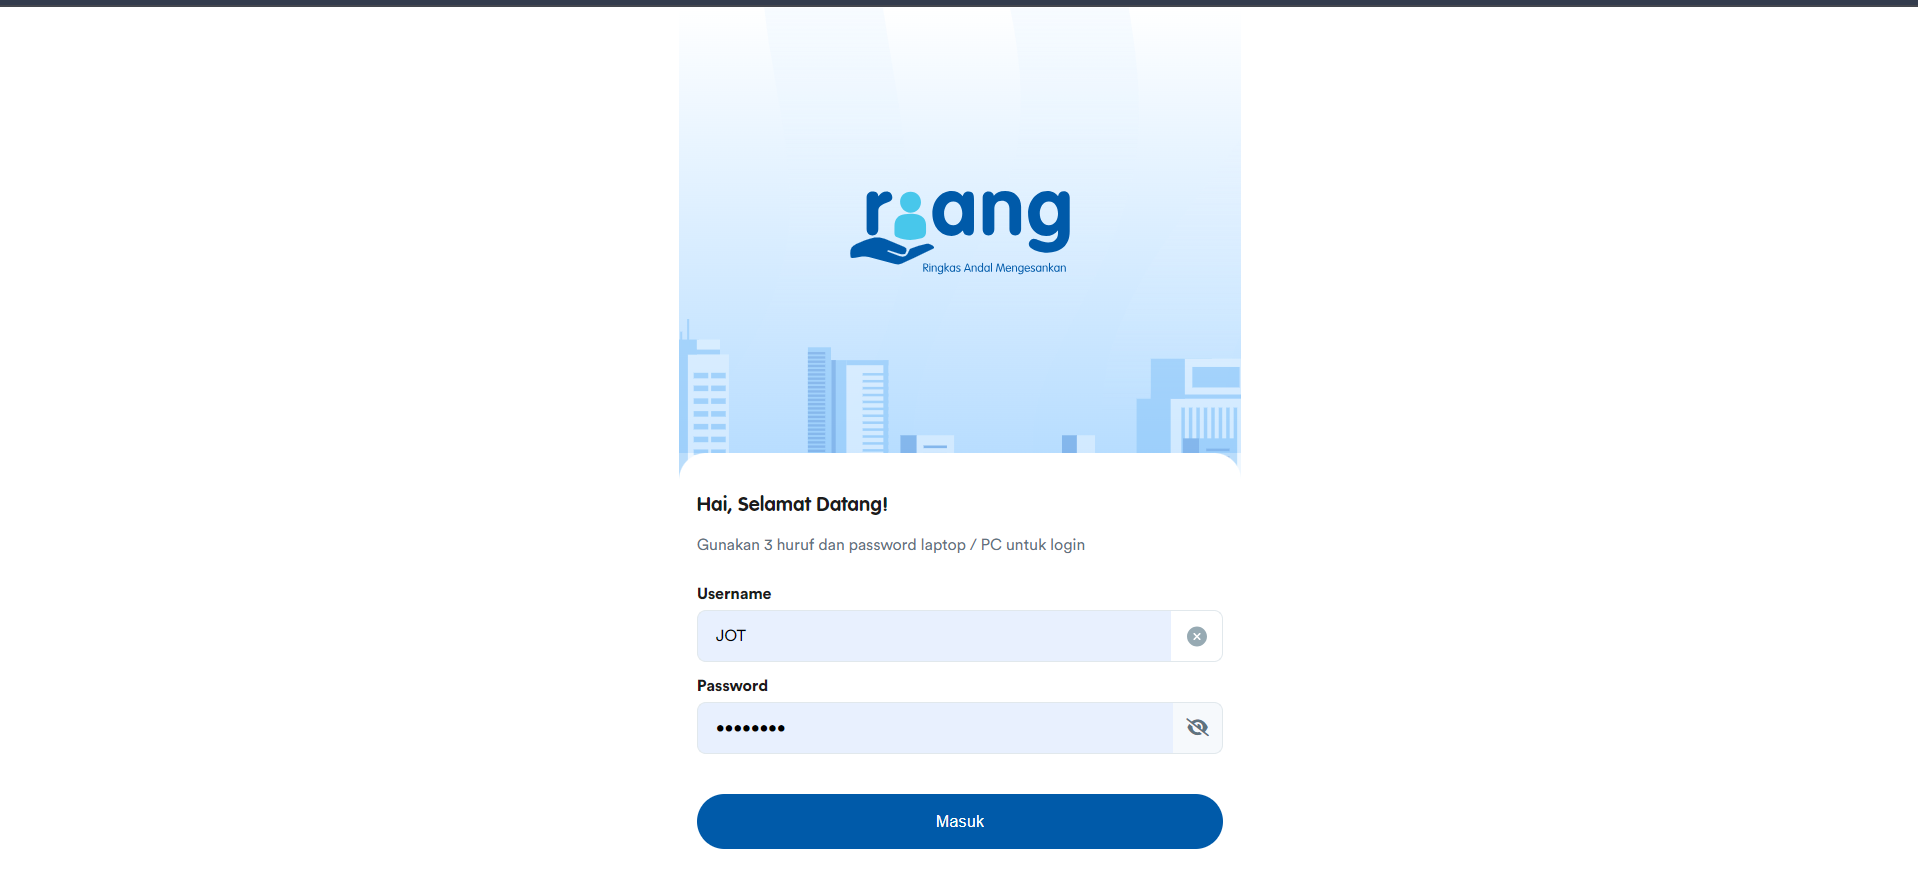 riang
Ringkas Andal Mengesankan
Hai, Selamat Datang!
Gunakan 3 huruf dan password laptop / PC untuk login
Username
JOT
Password
••••••••
Masuk